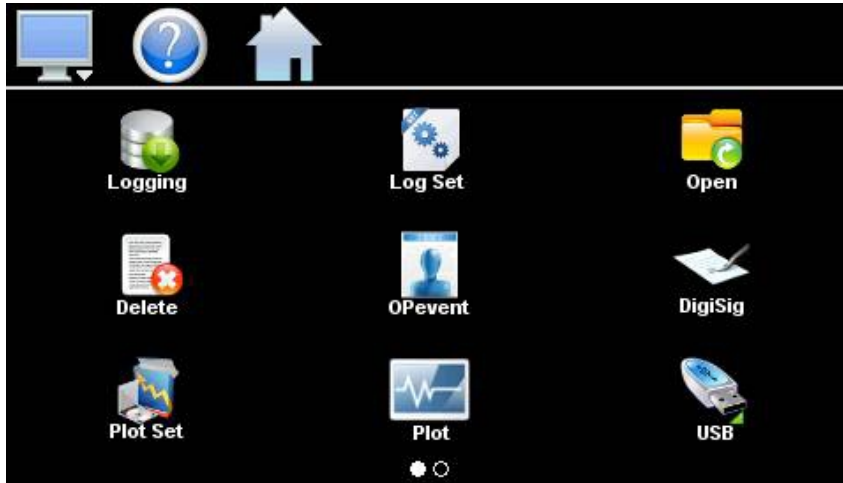 ?
Logging
Log Set
Open
Delete
OPevent
DigiSig
Plot Set
Plot
USB